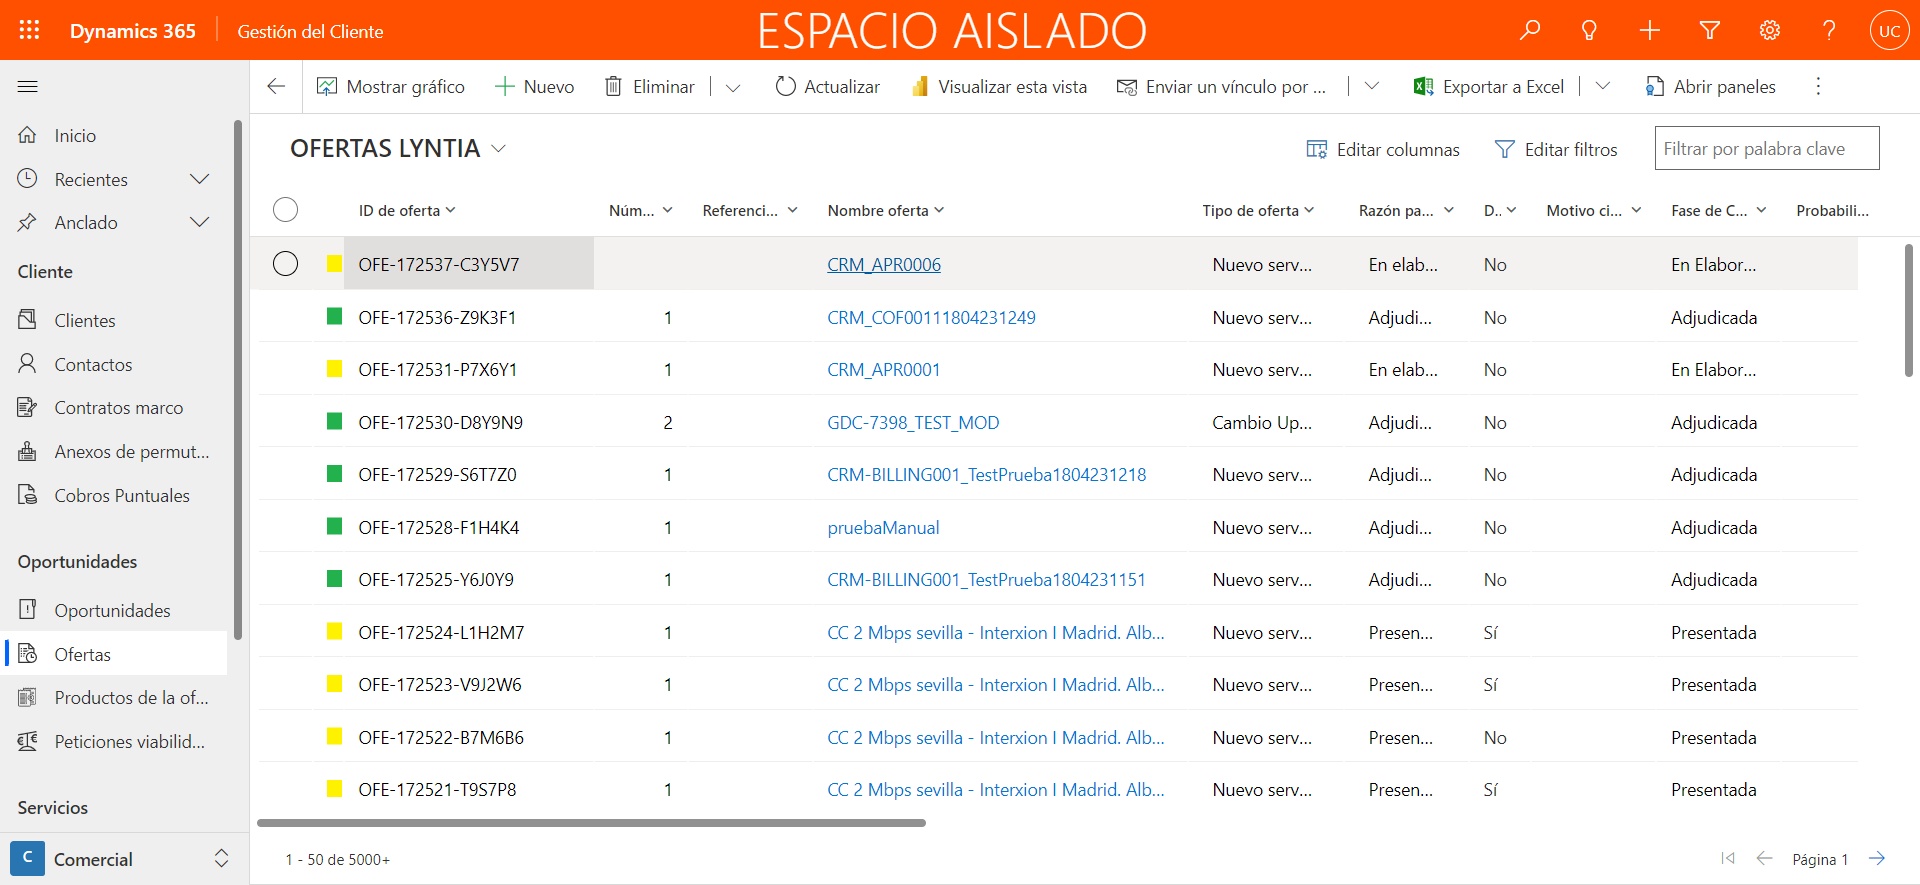 Dynamics 365 Gestión del Cliente ESPACIO AISLADO UC
Mostrar gráfico Nuevo Eliminar Actualizar Visualizar esta vista Enviar un vínculo por ... Exportar a Excel Abrir paneles
Inicio
Recientes
Anclado
Cliente
Clientes
Contactos
Contratos marco
Anexos de permut...
Cobros Puntuales
Oportunidades
Oportunidades
Ofertas
Productos de la of...
Peticiones viabilid...
Servicios
C Comercial
OFERTAS LYNTIA Editar columnas Editar filtros Filtrar por palabra clave
ID de oferta Núm... Referenci... Nombre oferta Tipo de oferta Razón pa... D.. Motivo ci... Fase de C... Probabili...
OFE-172537-C3Y5V7 CRM_APR0006 Nuevo serv... En elab... No En Elabor...
OFE-172536-Z9K3F1 1 CRM_COF00111804231249 Nuevo serv... Adjudi... No Adjudicada
OFE-172531-P7X6Y1 1 CRM_APR0001 Nuevo serv... En elab... No En Elabor...
OFE-172530-D8Y9N9 2 GDC-7398_TEST_MOD Cambio Up... Adjudi... No Adjudicada
OFE-172529-S6T7Z0 1 CRM-BILLING001_TestPrueba1804231218 Nuevo serv... Adjudi... No Adjudicada
OFE-172528-F1H4K4 1 pruebaManual Nuevo serv... Adjudi... No Adjudicada
OFE-172525-Y6J0Y9 1 CRM-BILLING001_TestPrueba1804231151 Nuevo serv... Adjudi... No Adjudicada
OFE-172524-L1H2M7 1 CC 2 Mbps sevilla - Interxion I Madrid. Alb... Nuevo serv... Presen... Sí Presentada
OFE-172523-V9J2W6 1 CC 2 Mbps sevilla - Interxion I Madrid. Alb... Nuevo serv... Presen... Sí Presentada
OFE-172522-B7M6B6 1 CC 2 Mbps sevilla - Interxion I Madrid. Alb... Nuevo serv... Presen... No Presentada
OFE-172521-T9S7P8 1 CC 2 Mbps sevilla - Interxion I Madrid. Alb... Nuevo serv... Presen... Sí Presentada
1 - 50 de 5000+ Página 1